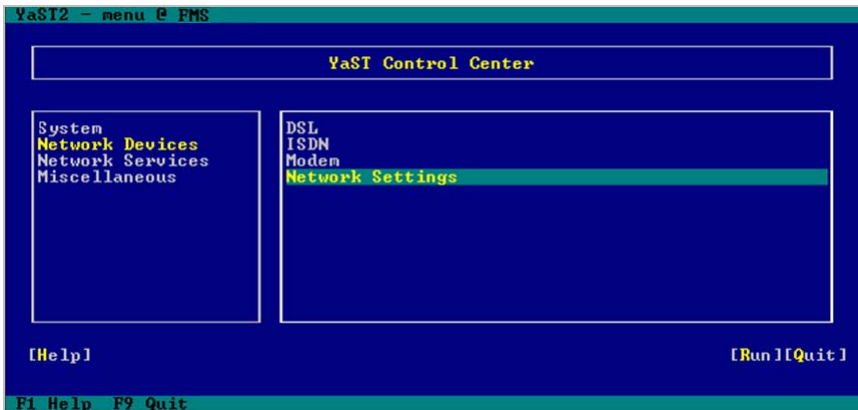 YaST2 - menu @ FMS
YaST Control Center
System
Network Devices
Network Services
Miscellaneous
DSL
ISDN
Modem
Network Settings
[Help]
[Run][Quit]
F1 Help F9 Quit